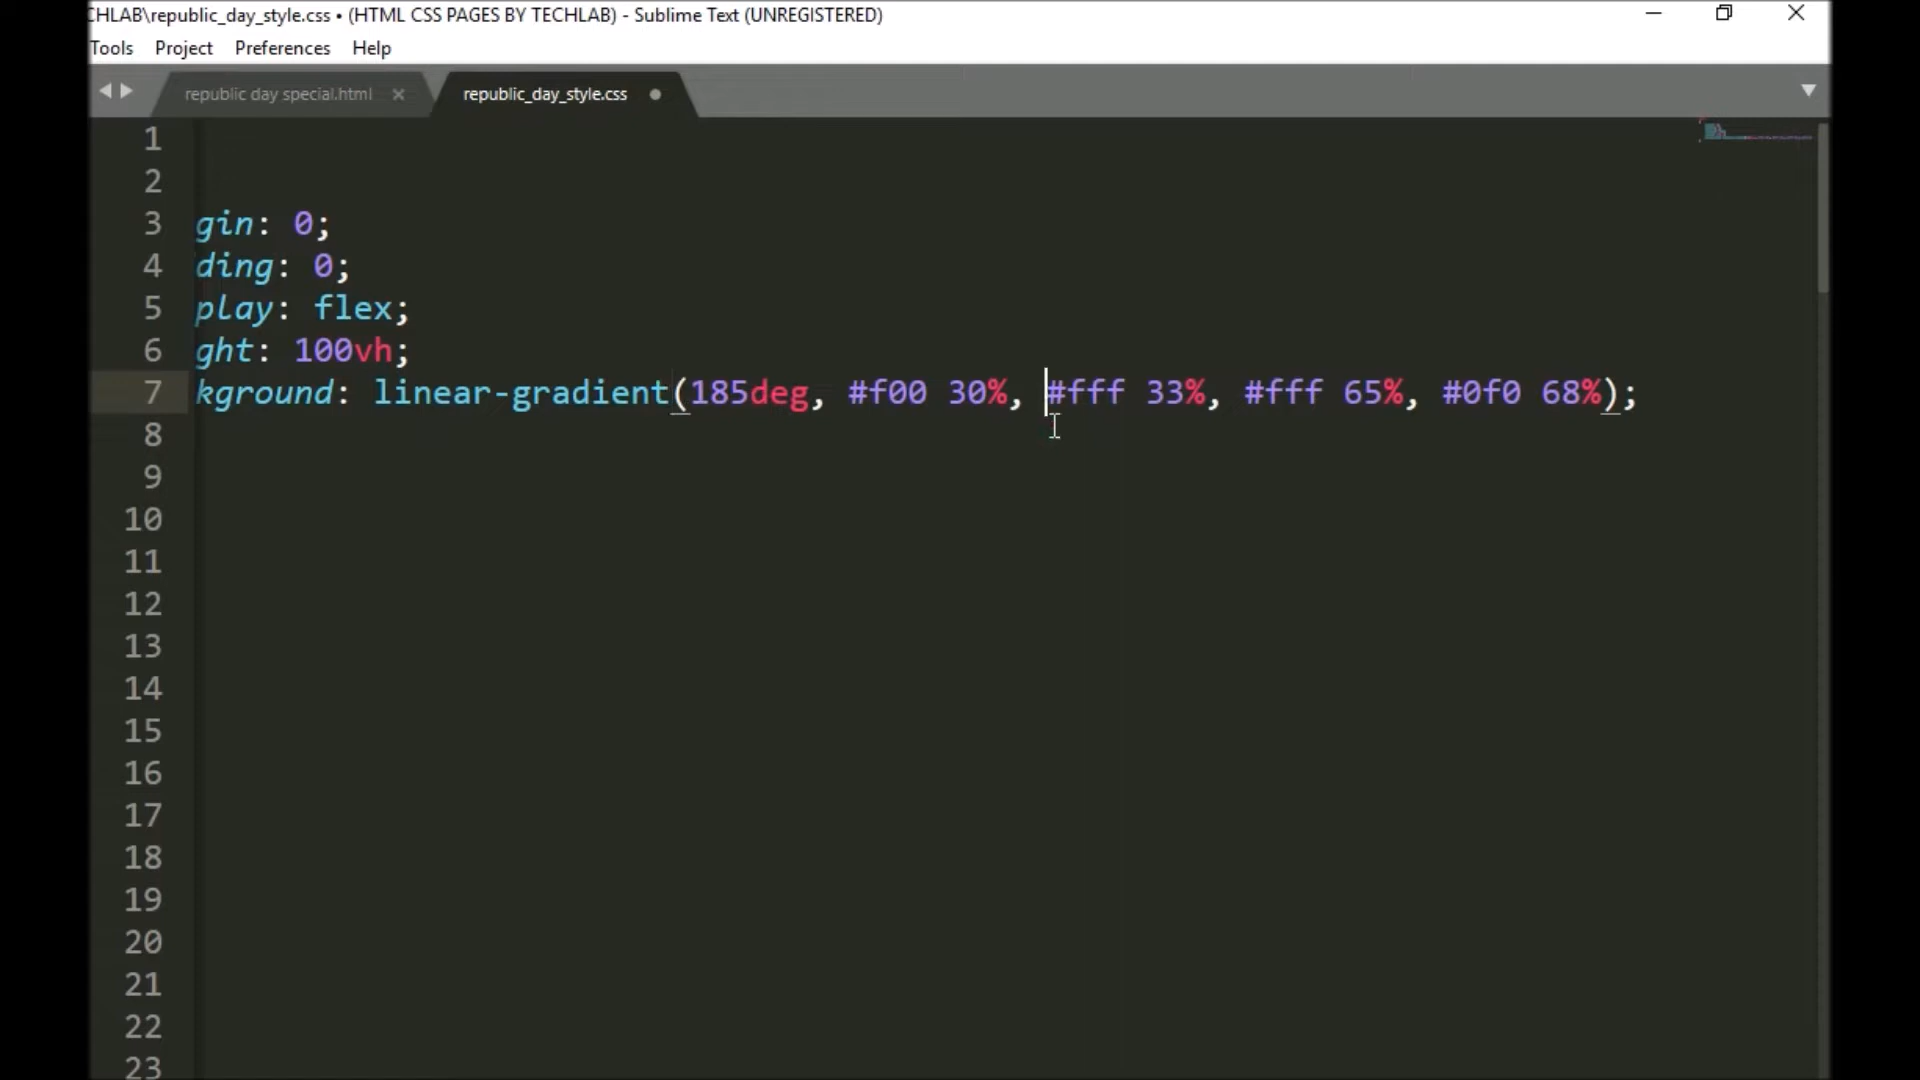 CHLAB\republic_day_style.css • (HTML CSS PAGES BY TECHLAB) - Sublime Text (UNREGISTERED)
Tools Project Preferences Help
republic day special.html republic_day_style.css
1
2
3 gin: 0;
4 ding: 0;
5 play: flex;
6 ght: 100vh;
7 kground: linear-gradient(185deg, #f00 30%, #fff 33%, #fff 65%, #0f0 68%);
8
9
10
11
12
13
14
15
16
17
18
19
20
21
22
23